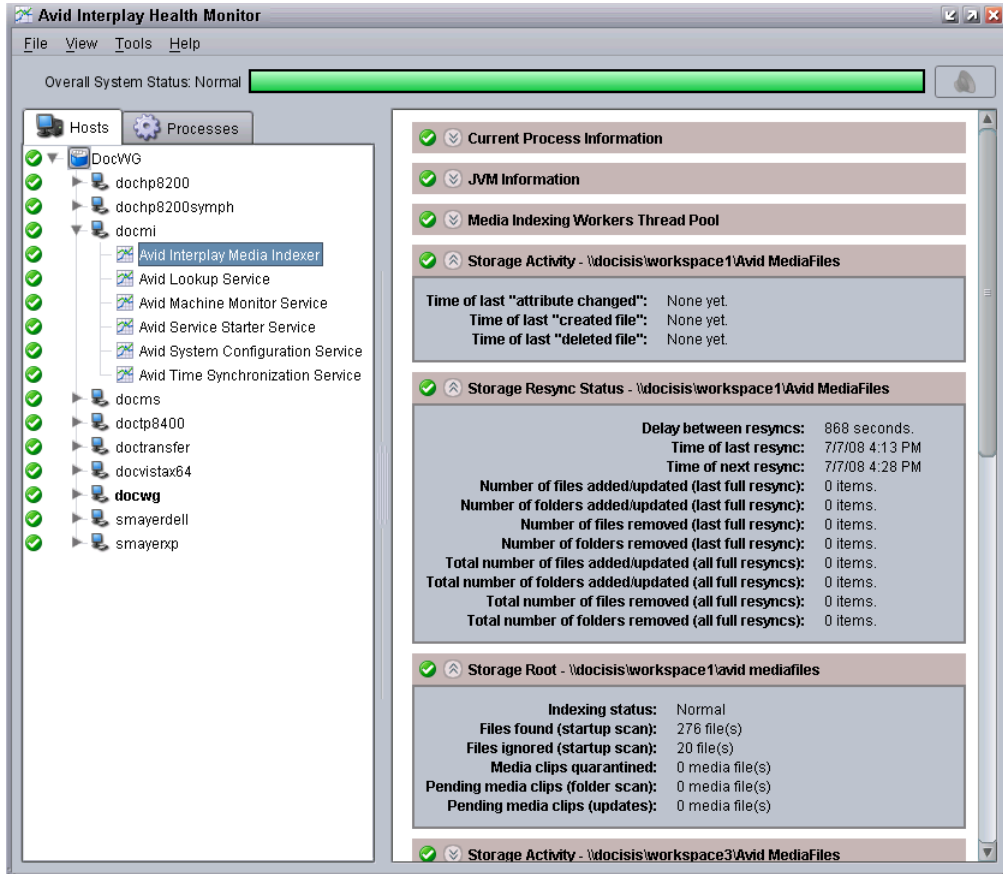 Avid Interplay Health Monitor
File View Tools Help
Overall System Status: Normal
Hosts Processes
DocWG
dochp8200
dochp8200symph
docmi
Avid Interplay Media Indexer
Avid Lookup Service
Avid Machine Monitor Service
Avid Service Starter Service
Avid System Configuration Service
Avid Time Synchronization Service
docms
doctp8400
doctransfer
docvistax64
docwg
smayerdell
smayerxp
Current Process Information
JVM Information
Media Indexing Workers Thread Pool
Storage Activity - \\docisis\workspace1\Avid MediaFiles
Time of last "attribute changed": None yet.
Time of last "created file": None yet.
Time of last "deleted file": None yet.
Storage Resync Status - \\docisis\workspace1\Avid MediaFiles
Delay between resyncs: 868 seconds.
Time of last resync: 7/7/08 4:13 PM
Time of next resync: 7/7/08 4:28 PM
Number of files added/updated (last full resync): 0 items.
Number of folders added/updated (last full resync): 0 items.
Number of files removed (last full resync): 0 items.
Number of folders removed (last full resync): 0 items.
Total number of files added/updated (all full resyncs): 0 items.
Total number of folders added/updated (all full resyncs): 0 items.
Total number of files removed (all full resyncs): 0 items.
Total number of folders removed (all full resyncs): 0 items.
Storage Root - \\docisis\workspace1\avid mediafiles
Indexing status: Normal
Files found (startup scan): 276 file(s)
Files ignored (startup scan): 20 file(s)
Media clips quarantined: 0 media file(s)
Pending media clips (folder scan): 0 media file(s)
Pending media clips (updates): 0 media file(s)
Storage Activity - \\docisis\workspace3\Avid MediaFiles